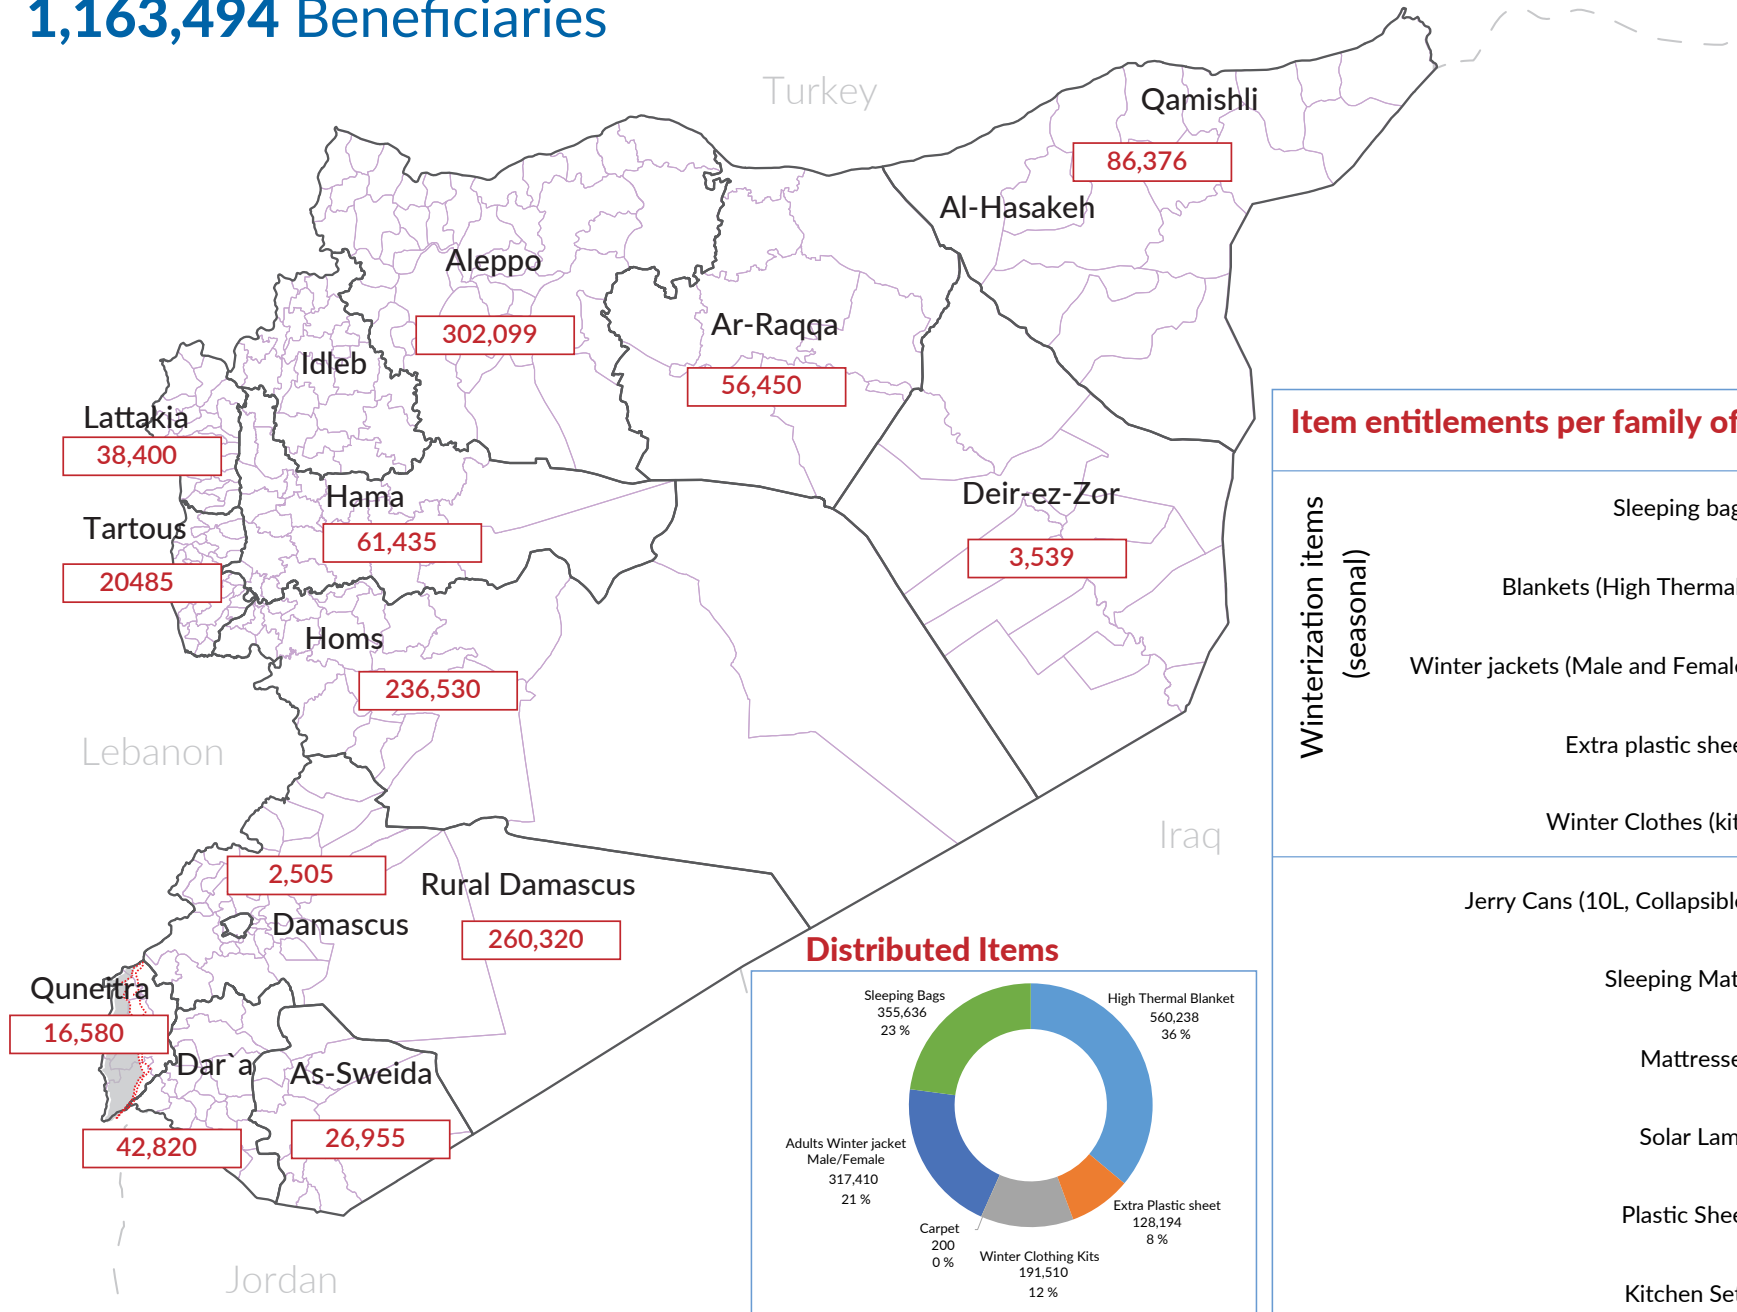 1,163,494 Beneficiaries
Turkey
Qamishli
86,376
Al-Hasakeh
Aleppo
302,099
Ar-Raqqa
56,450
Idleb
Lattakia
38,400
Hama
61,435
Tartous
20485
Deir-ez-Zor
3,539
Homs
236,530
Lebanon
Iraq
2,505
Rural Damascus
Damascus
260,320
Quneitra
16,580
Dar`a
As-Sweida
42,820
26,955
Jordan
Distributed Items
Sleeping Bags
355,636
23 %
High Thermal Blanket
560,238
36 %
Adults Winter jacket
Male/Female
317,410
21 %
Carpet
200
0 %
Winter Clothing Kits
191,510
12 %
Extra Plastic sheet
128,194
8 %
Item entitlements per family of
Winterization items
(seasonal)
Sleeping bag
Blankets (High Thermal
Winter jackets (Male and Female
Extra plastic shee
Winter Clothes (kit
Jerry Cans (10L, Collapsible
Sleeping Mat
Mattresse
Solar Lam
Plastic Shee
Kitchen Set